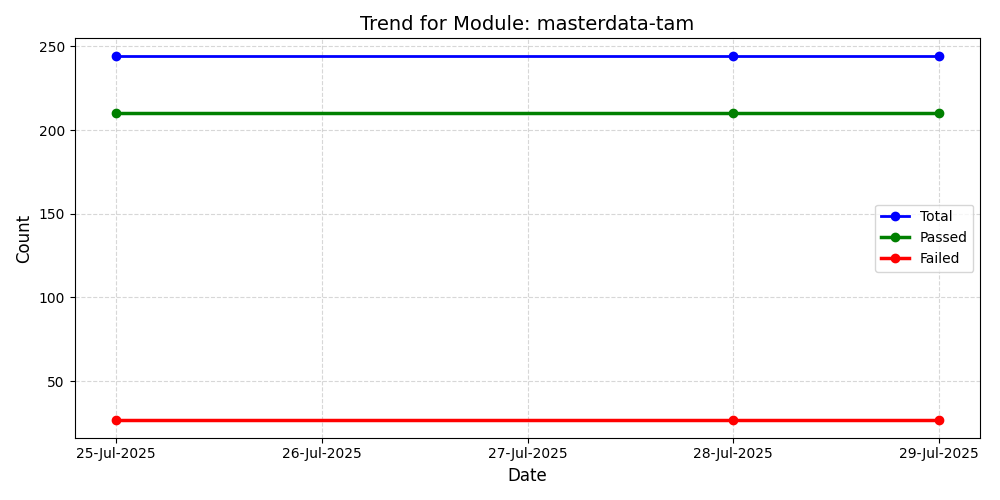 Trend for Module: masterdata-tam
250
200
150
100
50
Count
Total
Passed
Failed
25-Jul-2025 26-Jul-2025 27-Jul-2025 28-Jul-2025 29-Jul-2025
Date